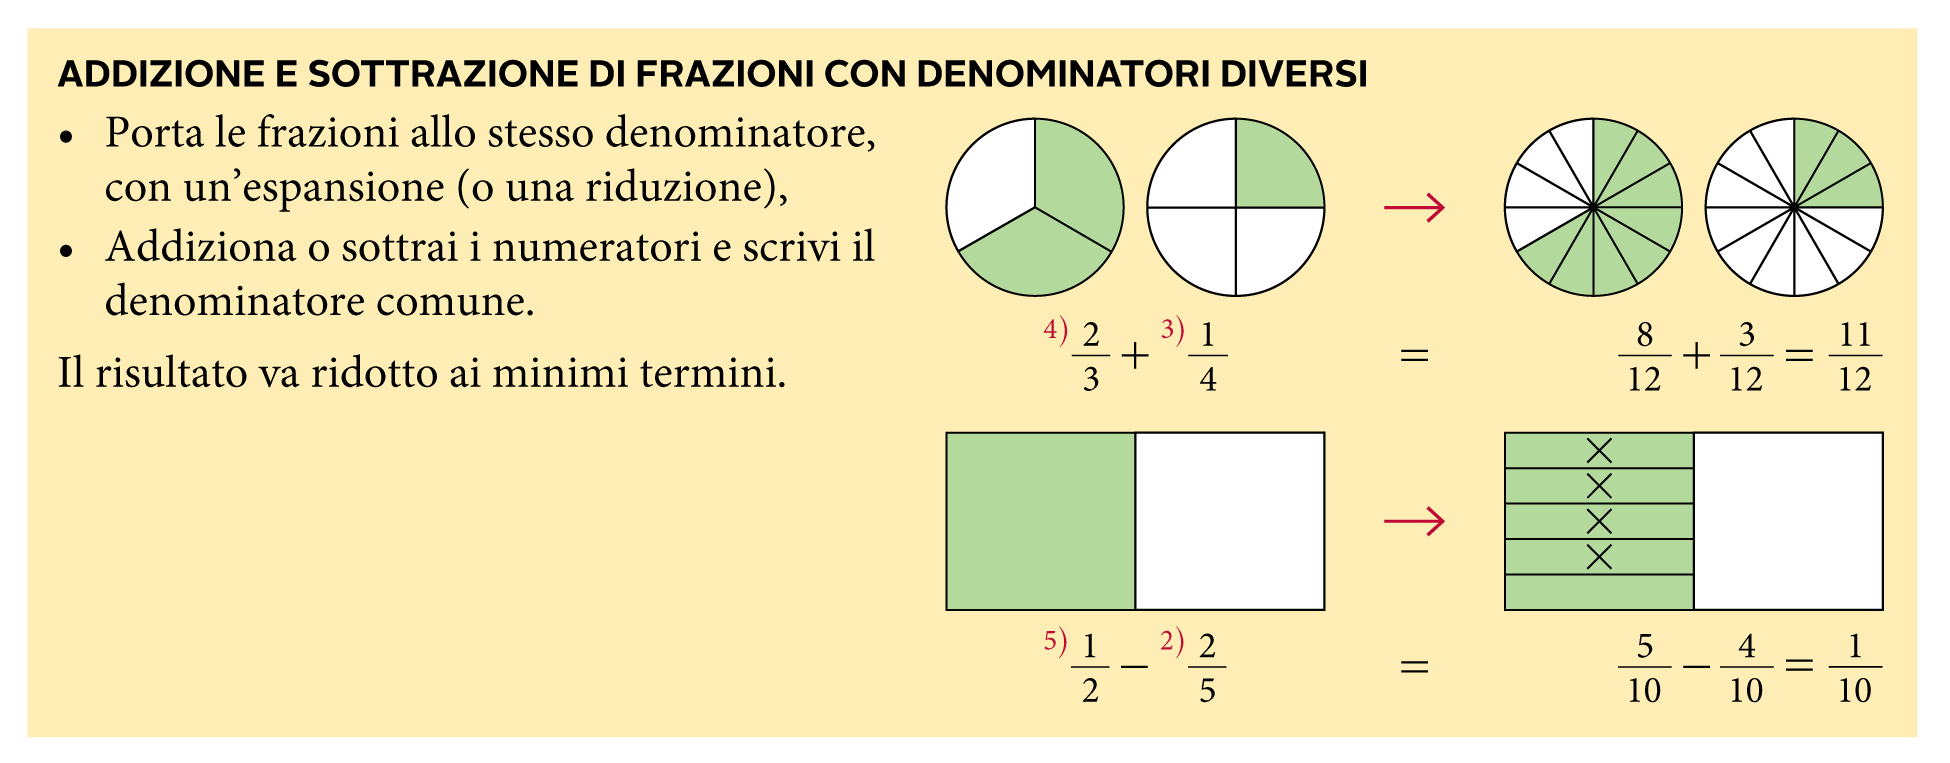 ADDIZIONE E SOTTRAZIONE DI FRAZIONI CON DENOMINATORI DIVERSI
• Porta le frazioni allo stesso denominatore,
con un’espansione (o una riduzione),
• Addiziona o sottrai i numeratori e scrivi il
denominatore comune.
Il risultato va ridotto ai minimi termini.
4) 2/3 + 3) 1/4 = 8/12 + 3/12 = 11/12
5) 1/2 − 2) 2/5 = 5/10 − 4/10 = 1/10